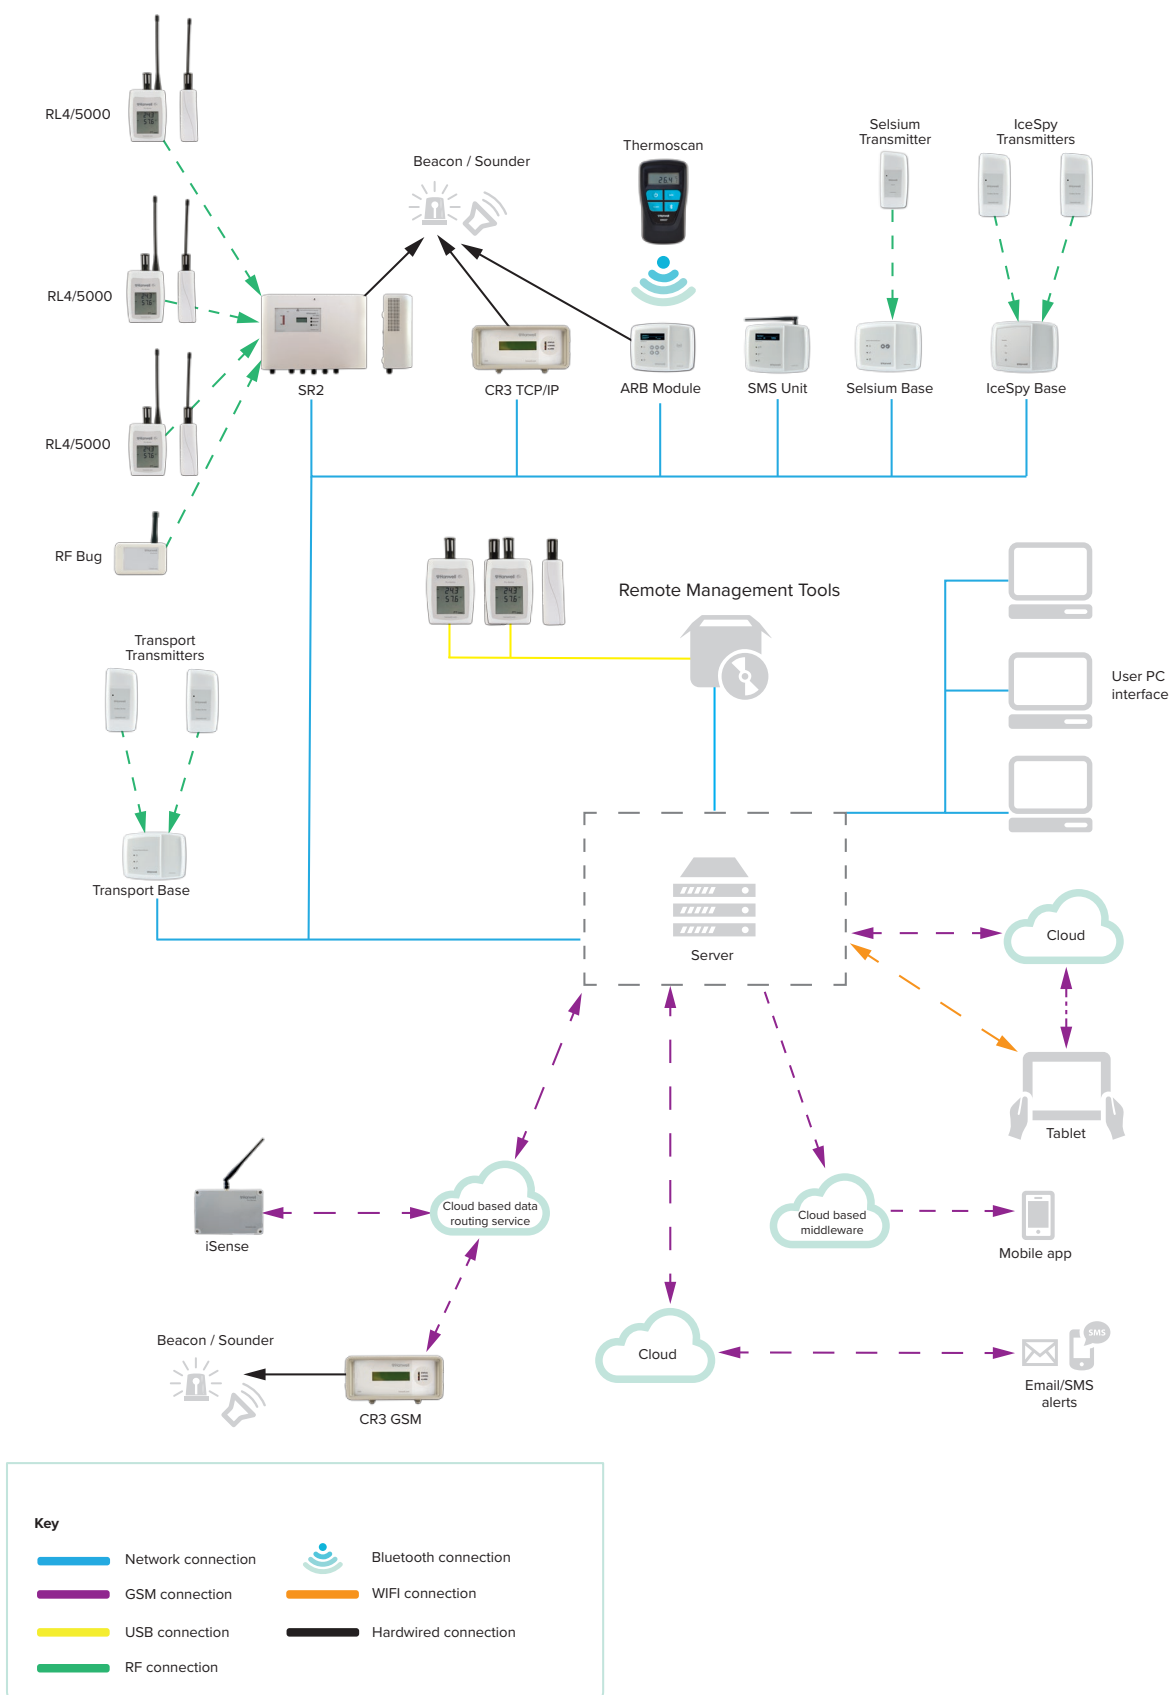 RL4/5000
Beacon / Sounder
Thermoscan
Selsium
Transmitter
IceSpy
Transmitters
RL4/5000
SR2
CR3 TCP/IP
ARB Module
SMS Unit
Selsium Base
IceSpy Base
RL4/5000
RF Bug
Remote Management Tools
Transport
Transmitters
User PC
interface
Transport Base
Server
Cloud
Tablet
iSense
Cloud based data
routing service
Cloud based
middleware
Mobile app
Beacon / Sounder
CR3 GSM
Cloud
SMS
Email/SMS
alerts
Key
Network connection
Bluetooth connection
GSM connection
WIFI connection
USB connection
Hardwired connection
RF connection